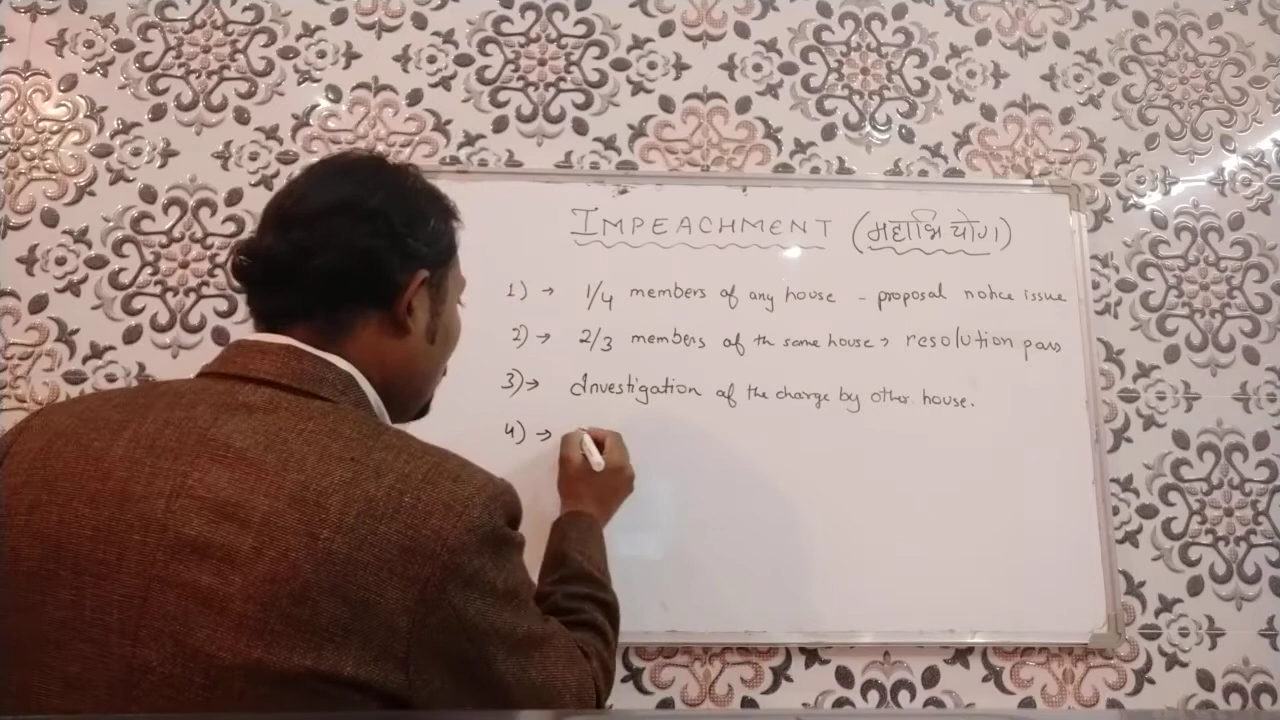 IMPEACHMENT (महाभियोग)
1) → 1/4 members of any house - proposal notice issue
2) → 2/3 members of th same house → resolution pass
3) → Investigation of the charge by other house.
4) →